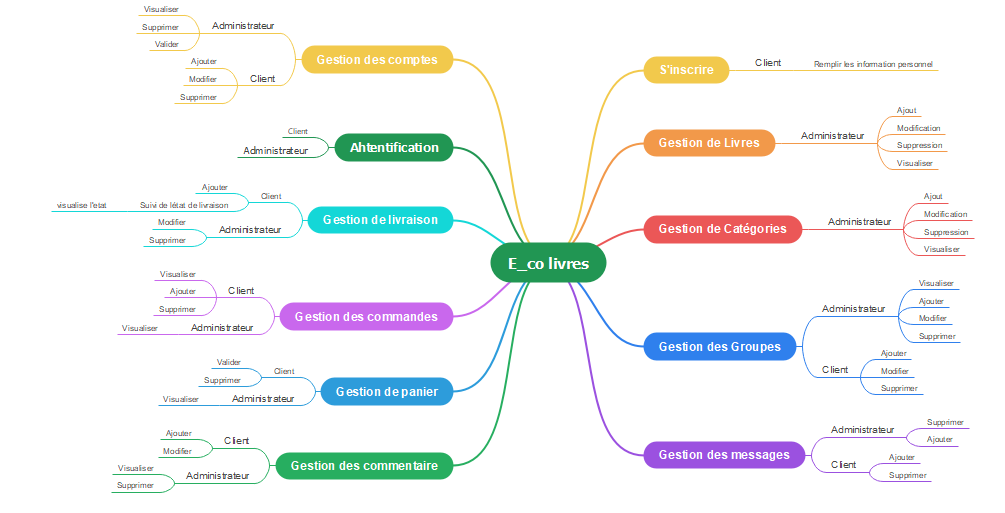 E_co livres
Gestion des comptes
Administrateur
Visualiser
Supprimer
Valider
Client
Ajouter
Modifier
Supprimer
Ahtentification
Client
Administrateur
Gestion de livraison
Client
Ajouter
Suivi de létat de livraison
visualise l'etat
Administrateur
Modifier
Supprimer
Gestion des commandes
Client
Visualiser
Ajouter
Supprimer
Administrateur
Visualiser
Gestion de panier
Client
Valider
Supprimer
Administrateur
Visualiser
Gestion des commentaire
Client
Ajouter
Modifier
Administrateur
Visualiser
Supprimer
S'inscrire
Client
Remplir les information personnel
Gestion de Livres
Administrateur
Ajout
Modification
Suppression
Visualiser
Gestion de Catégories
Administrateur
Ajout
Modification
Suppression
Visualiser
Gestion des Groupes
Administrateur
Visualiser
Ajouter
Modifier
Supprimer
Client
Ajouter
Modifier
Supprimer
Gestion des messages
Administrateur
Supprimer
Ajouter
Client
Ajouter
Supprimer